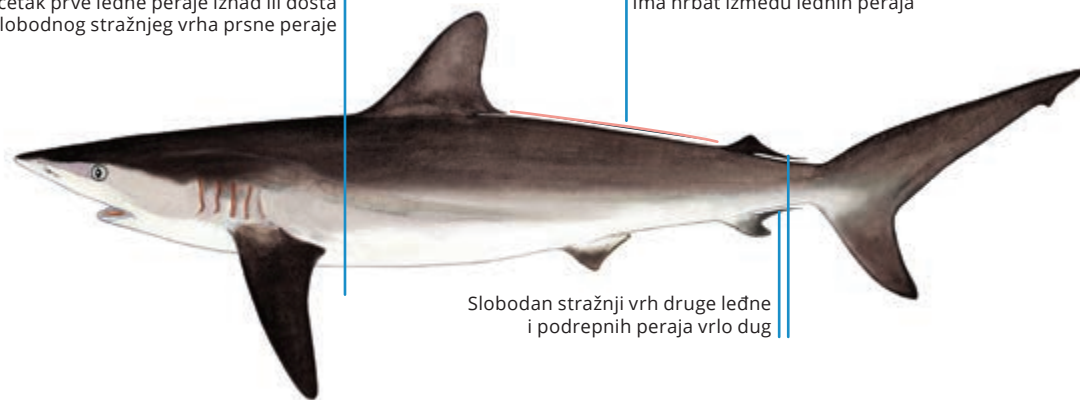 četak prve leđne peraje iznad ili dosta
slobodnog stražnjeg vrha prsne peraje
ima hrbat između leđnih peraja
Slobodan stražnji vrh druge leđne
i podrepnih peraja vrlo dug